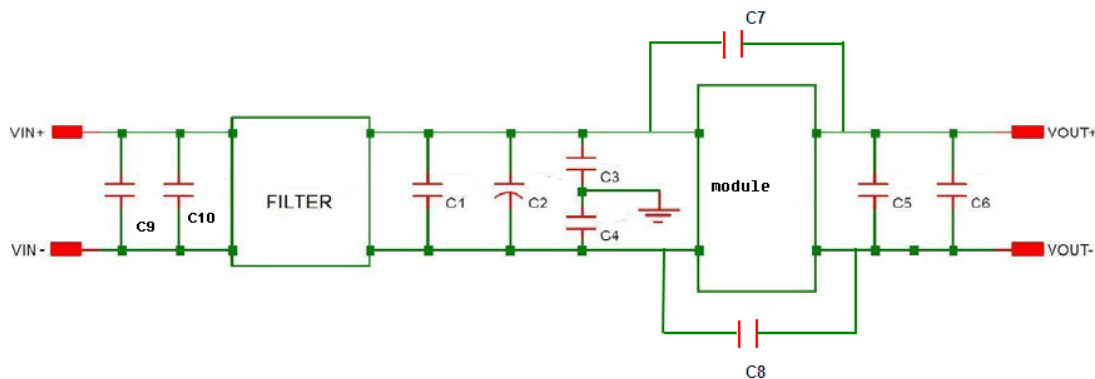 C7
VIN+
VOUT+
C3
module
FILTER
C1
C2
C5
C6
C9
C10
C4
VIN-
VOUT-
C8